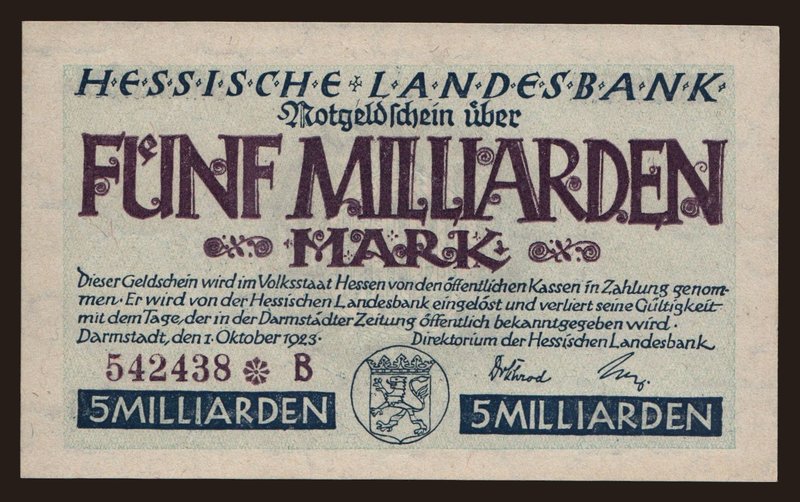 HESSISCHE LANDESBANK
Notgeldschein über
FÜNF MILLIARDEN
MARK
Dieser Geldschein wird im Volksstaat Hessen von den öffentlichen Kassen in Zahlung genom-
men. Er wird von der Hessischen Landesbank eingelöst und verliert seine Gültigkeit
mit dem Tage, der in der Darmstädter Zeitung öffentlich bekanntgegeben wird.
Darmstadt, den 1. Oktober 1923. Direktorium der Hessischen Landesbank
542438 B
5 MILLIARDEN 5 MILLIARDEN